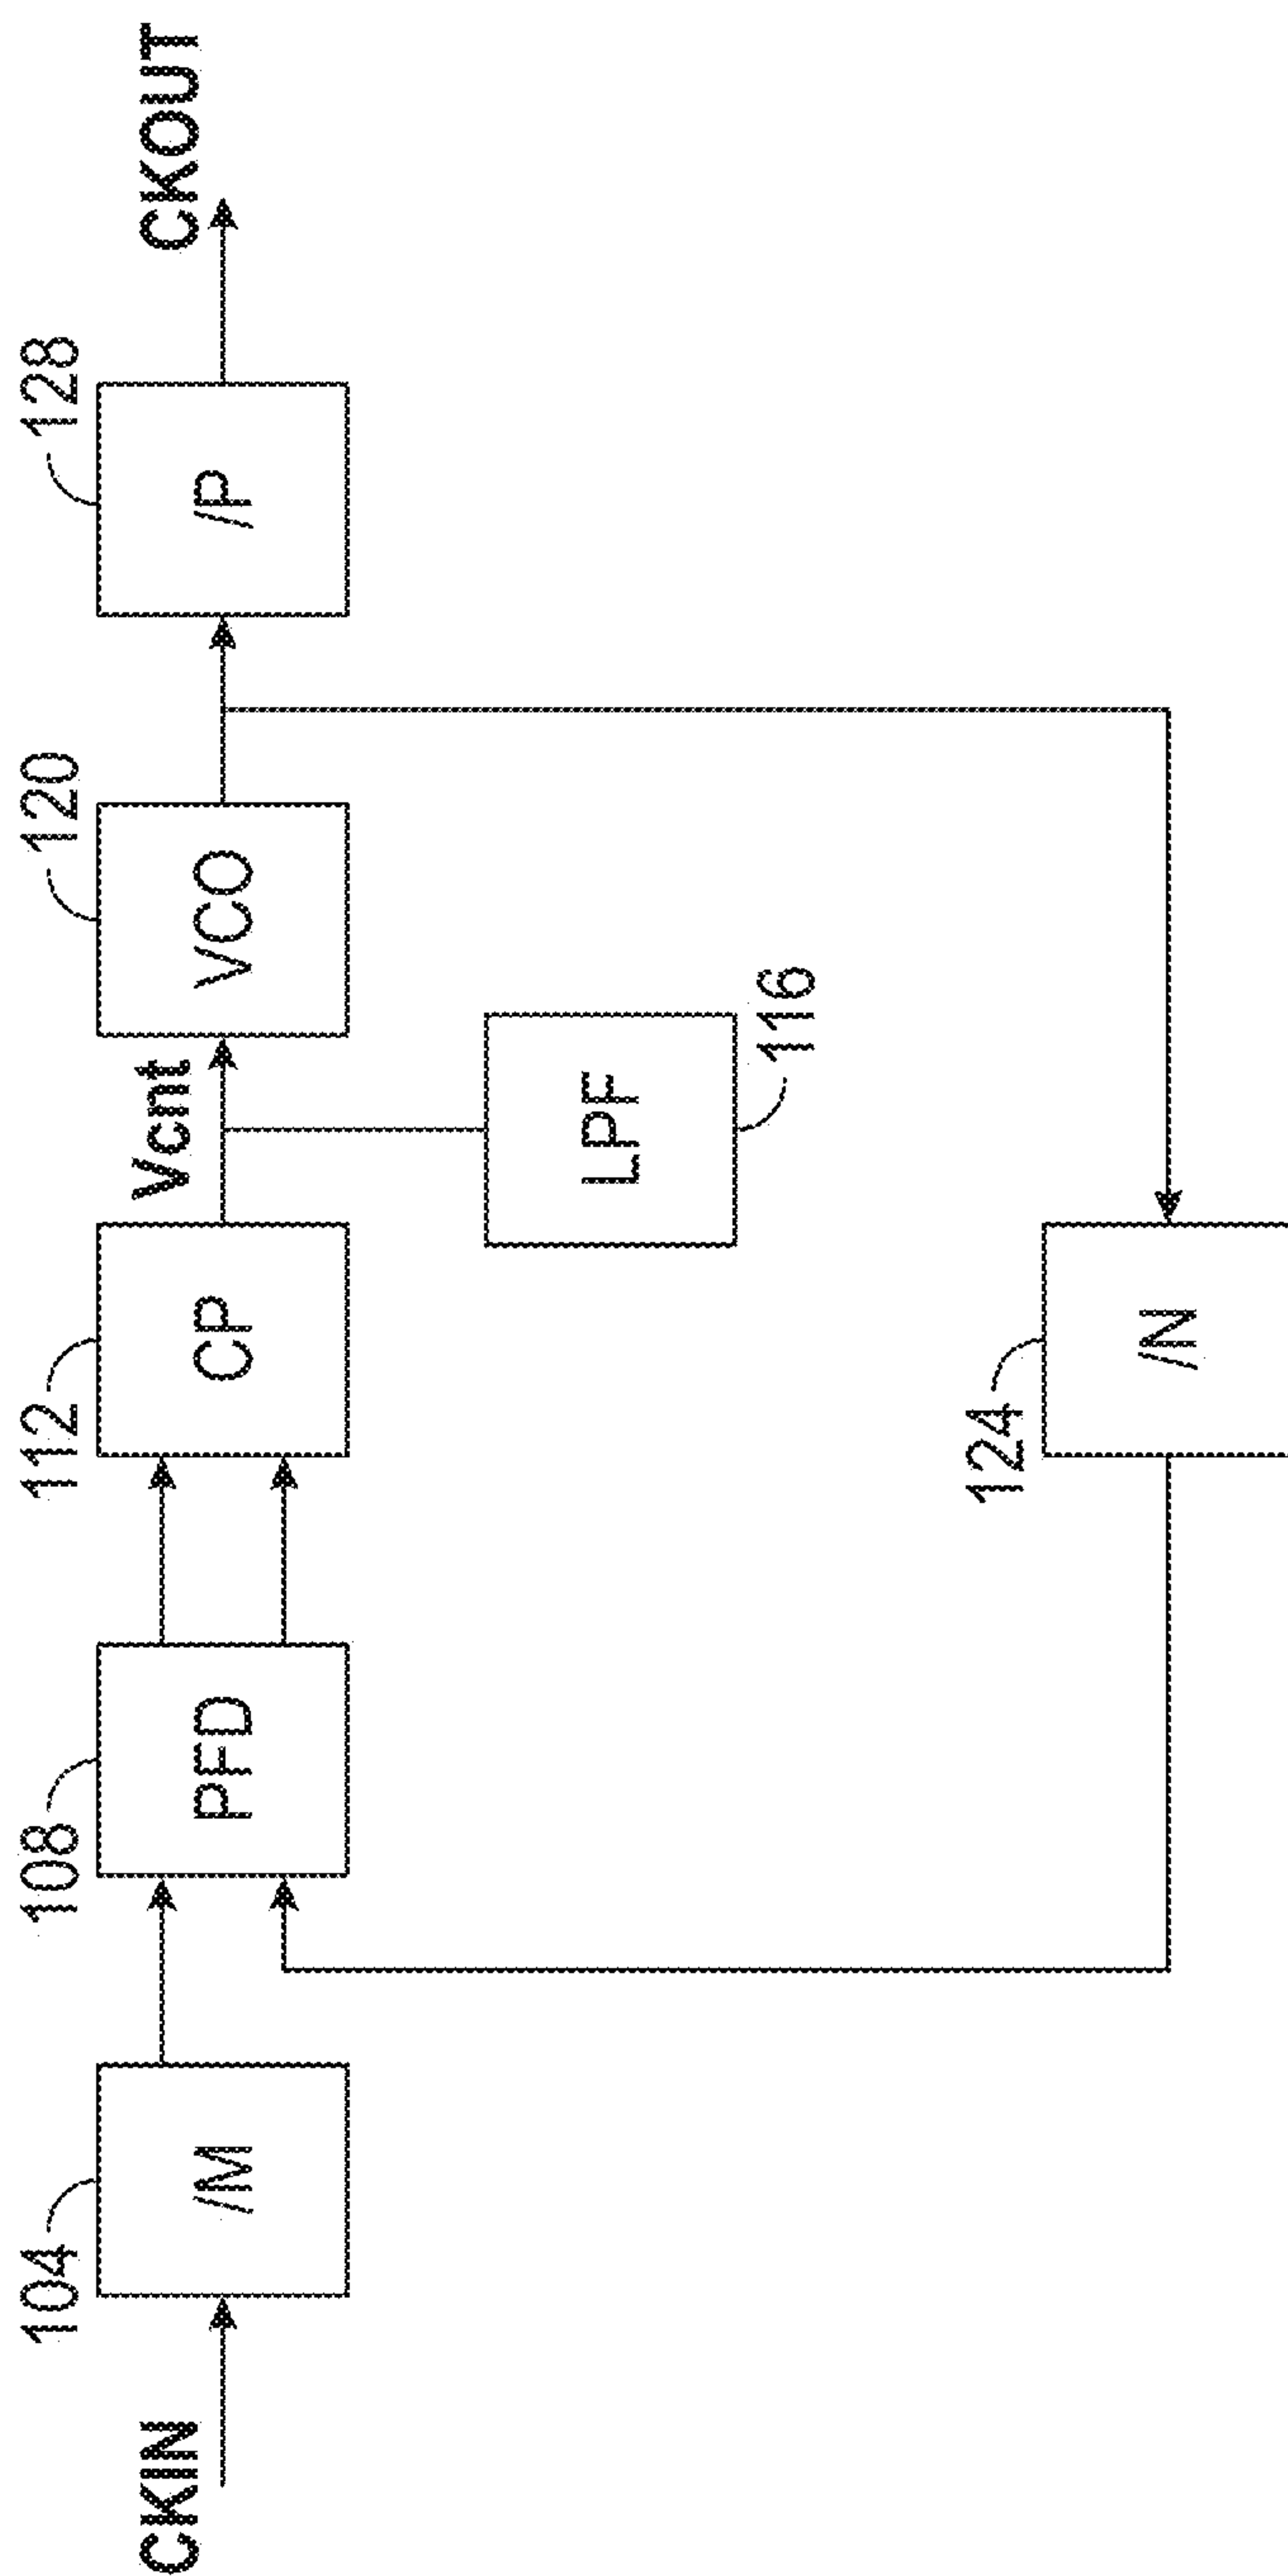 104
108
112
120
128
CKIN
/M
PFD
CP
Vcnt
VCO
/P
CKOUT
LPF
116
124
/N